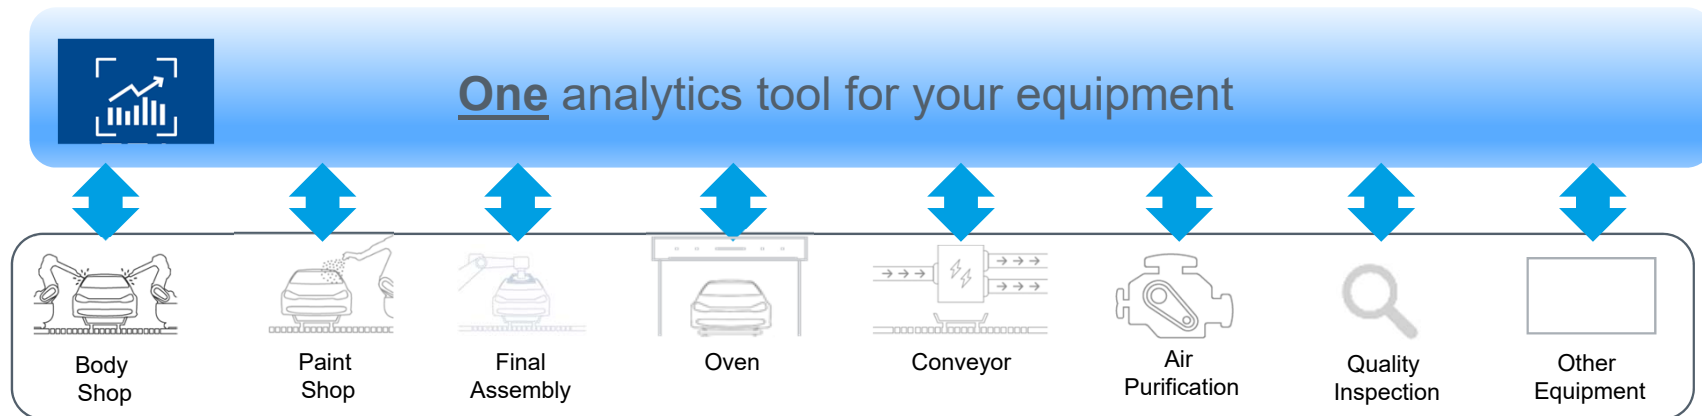 One analytics tool for your equipment
Body
Shop
Paint
Shop
Final
Assembly
Oven
Conveyor
Air
Purification
Quality
Inspection
Other
Equipment